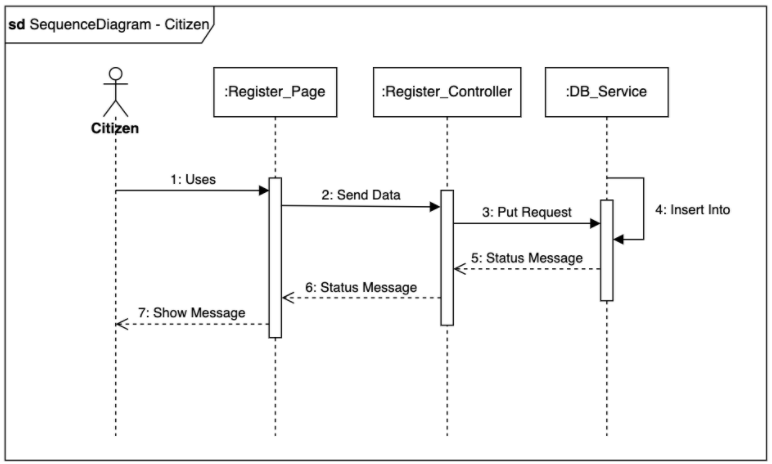 sd SequenceDiagram - Citizen
:Register_Page
:Register_Controller
:DB_Service
Citizen
1: Uses
2: Send Data
3: Put Request
4: Insert Into
5: Status Message
6: Status Message
7: Show Message